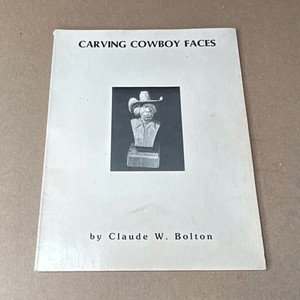 CARVING COWBOY FACES
by Claude W. Bolton